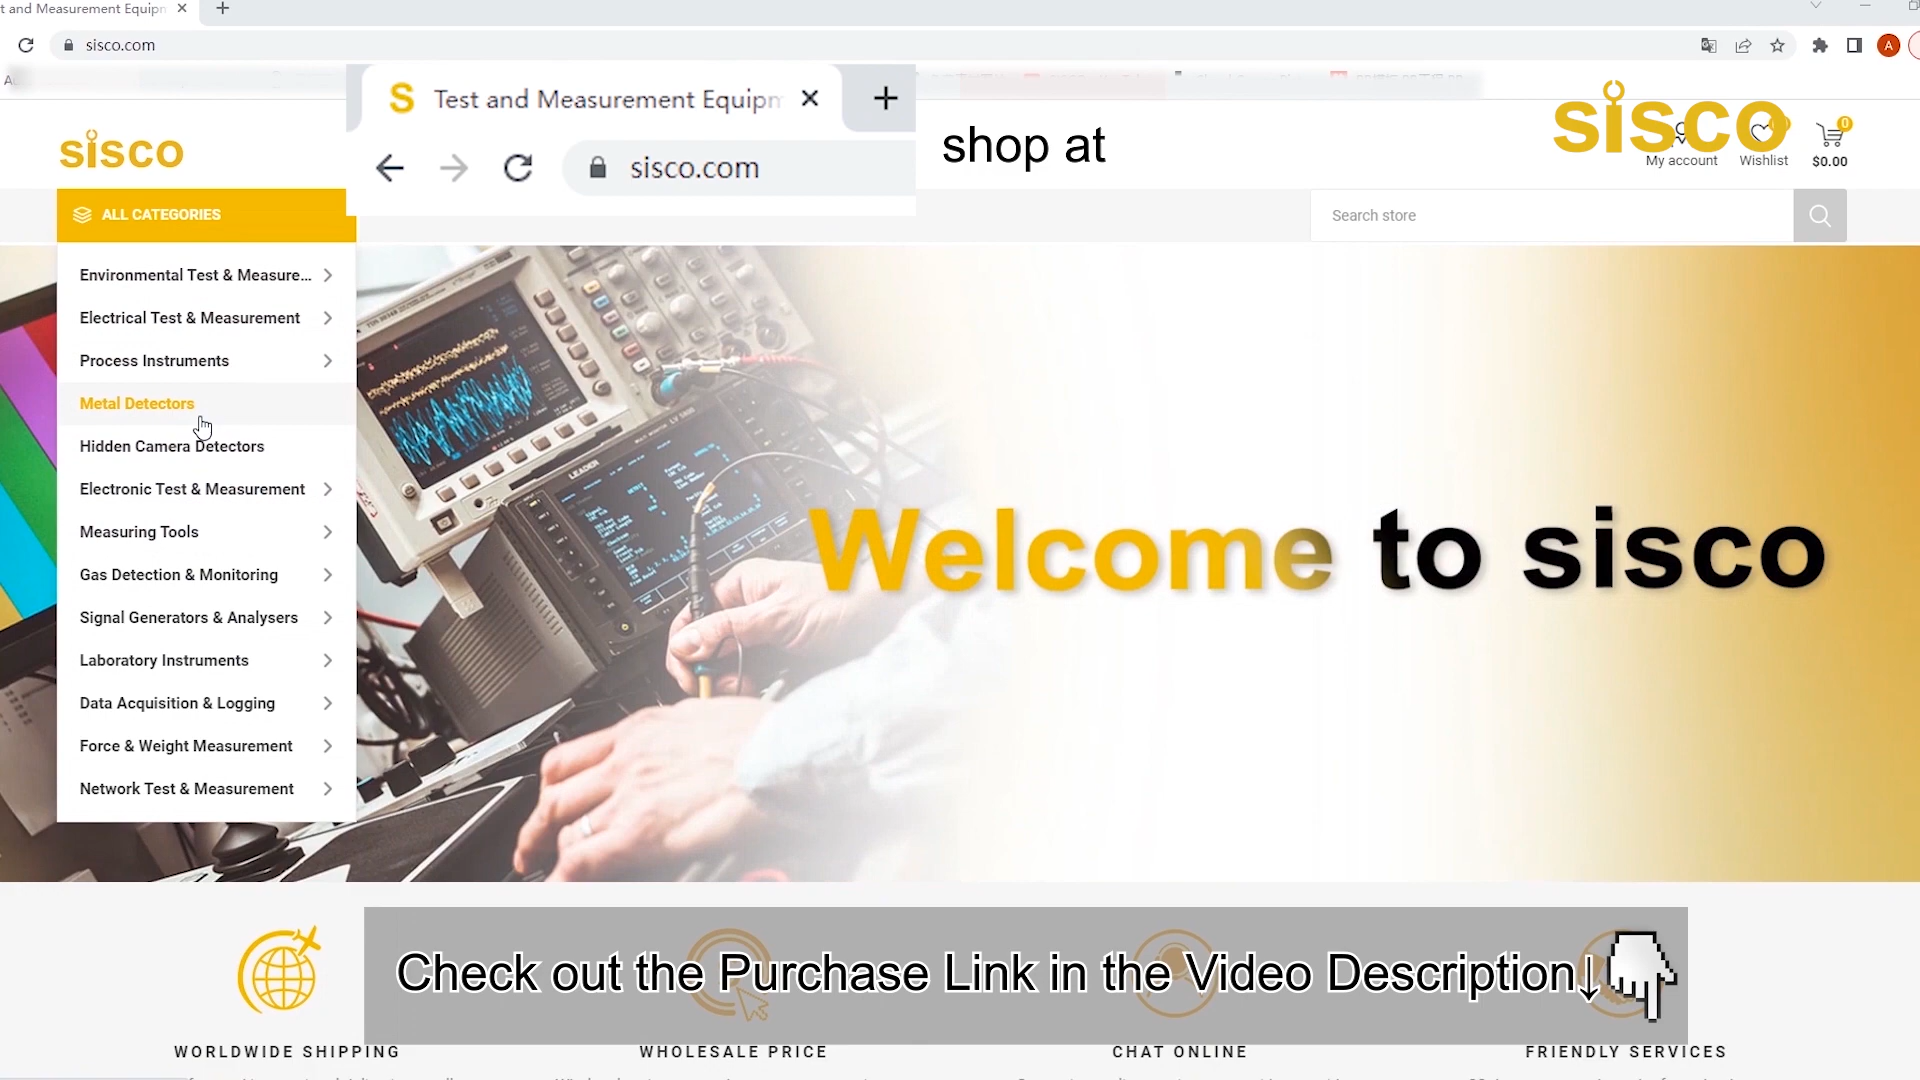 t and Measurement Equipn
sisco.com
Test and Measurement Equipm
sisco.com
shop at
sisco
sisco
My account
Wishlist
0
$0.00
ALL CATEGORIES
Search store
Environmental Test & Measure...
Electrical Test & Measurement
Process Instruments
Metal Detectors
Hidden Camera Detectors
Electronic Test & Measurement
Measuring Tools
Gas Detection & Monitoring
Signal Generators & Analysers
Laboratory Instruments
Data Acquisition & Logging
Force & Weight Measurement
Network Test & Measurement
LEADER
Welcome to sisco
Check out the Purchase Link in the Video Description↓
WORLDWIDE SHIPPING
WHOLESALE PRICE
CHAT ONLINE
FRIENDLY SERVICES